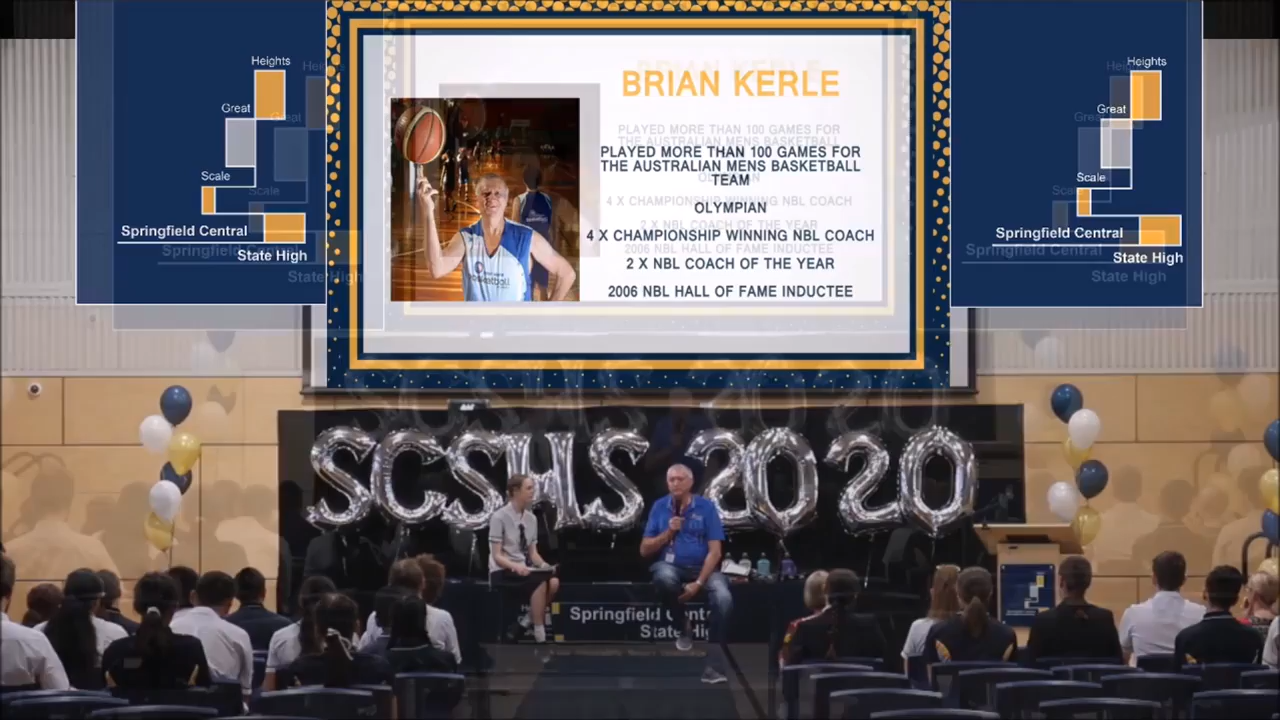 Heights
Great
Scale
Springfield Central
State High
BRIAN KERLE
PLAYED MORE THAN 100 GAMES FOR
THE AUSTRALIAN MENS BASKETBALL
TEAM
OLYMPIAN
4 X CHAMPIONSHIP WINNING NBL COACH
2 X NBL COACH OF THE YEAR
2006 NBL HALL OF FAME INDUCTEE
Heights
Great
Scale
Springfield Central
State High
SCSHS 2020
Springfield Centr
State Hig